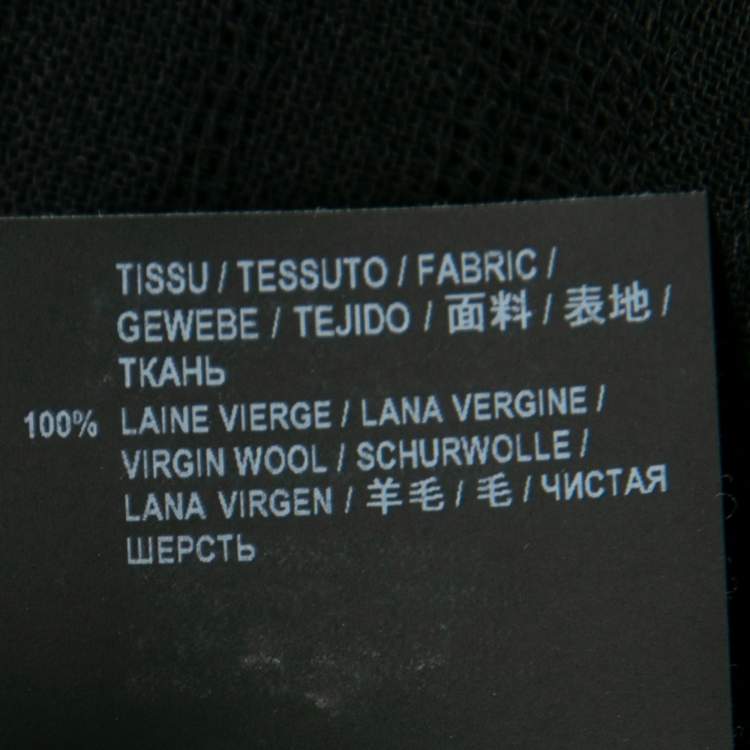 TISSU / TESSUTO / FABRIC /
GEWEBE / TEJIDO / 面料 / 表地 /
ТКАНЬ
100% LAINE VIERGE / LANA VERGINE /
VIRGIN WOOL / SCHURWOLLE /
LANA VIRGEN / 羊毛 / 毛 / ЧИСТАЯ
ШЕРСТЬ